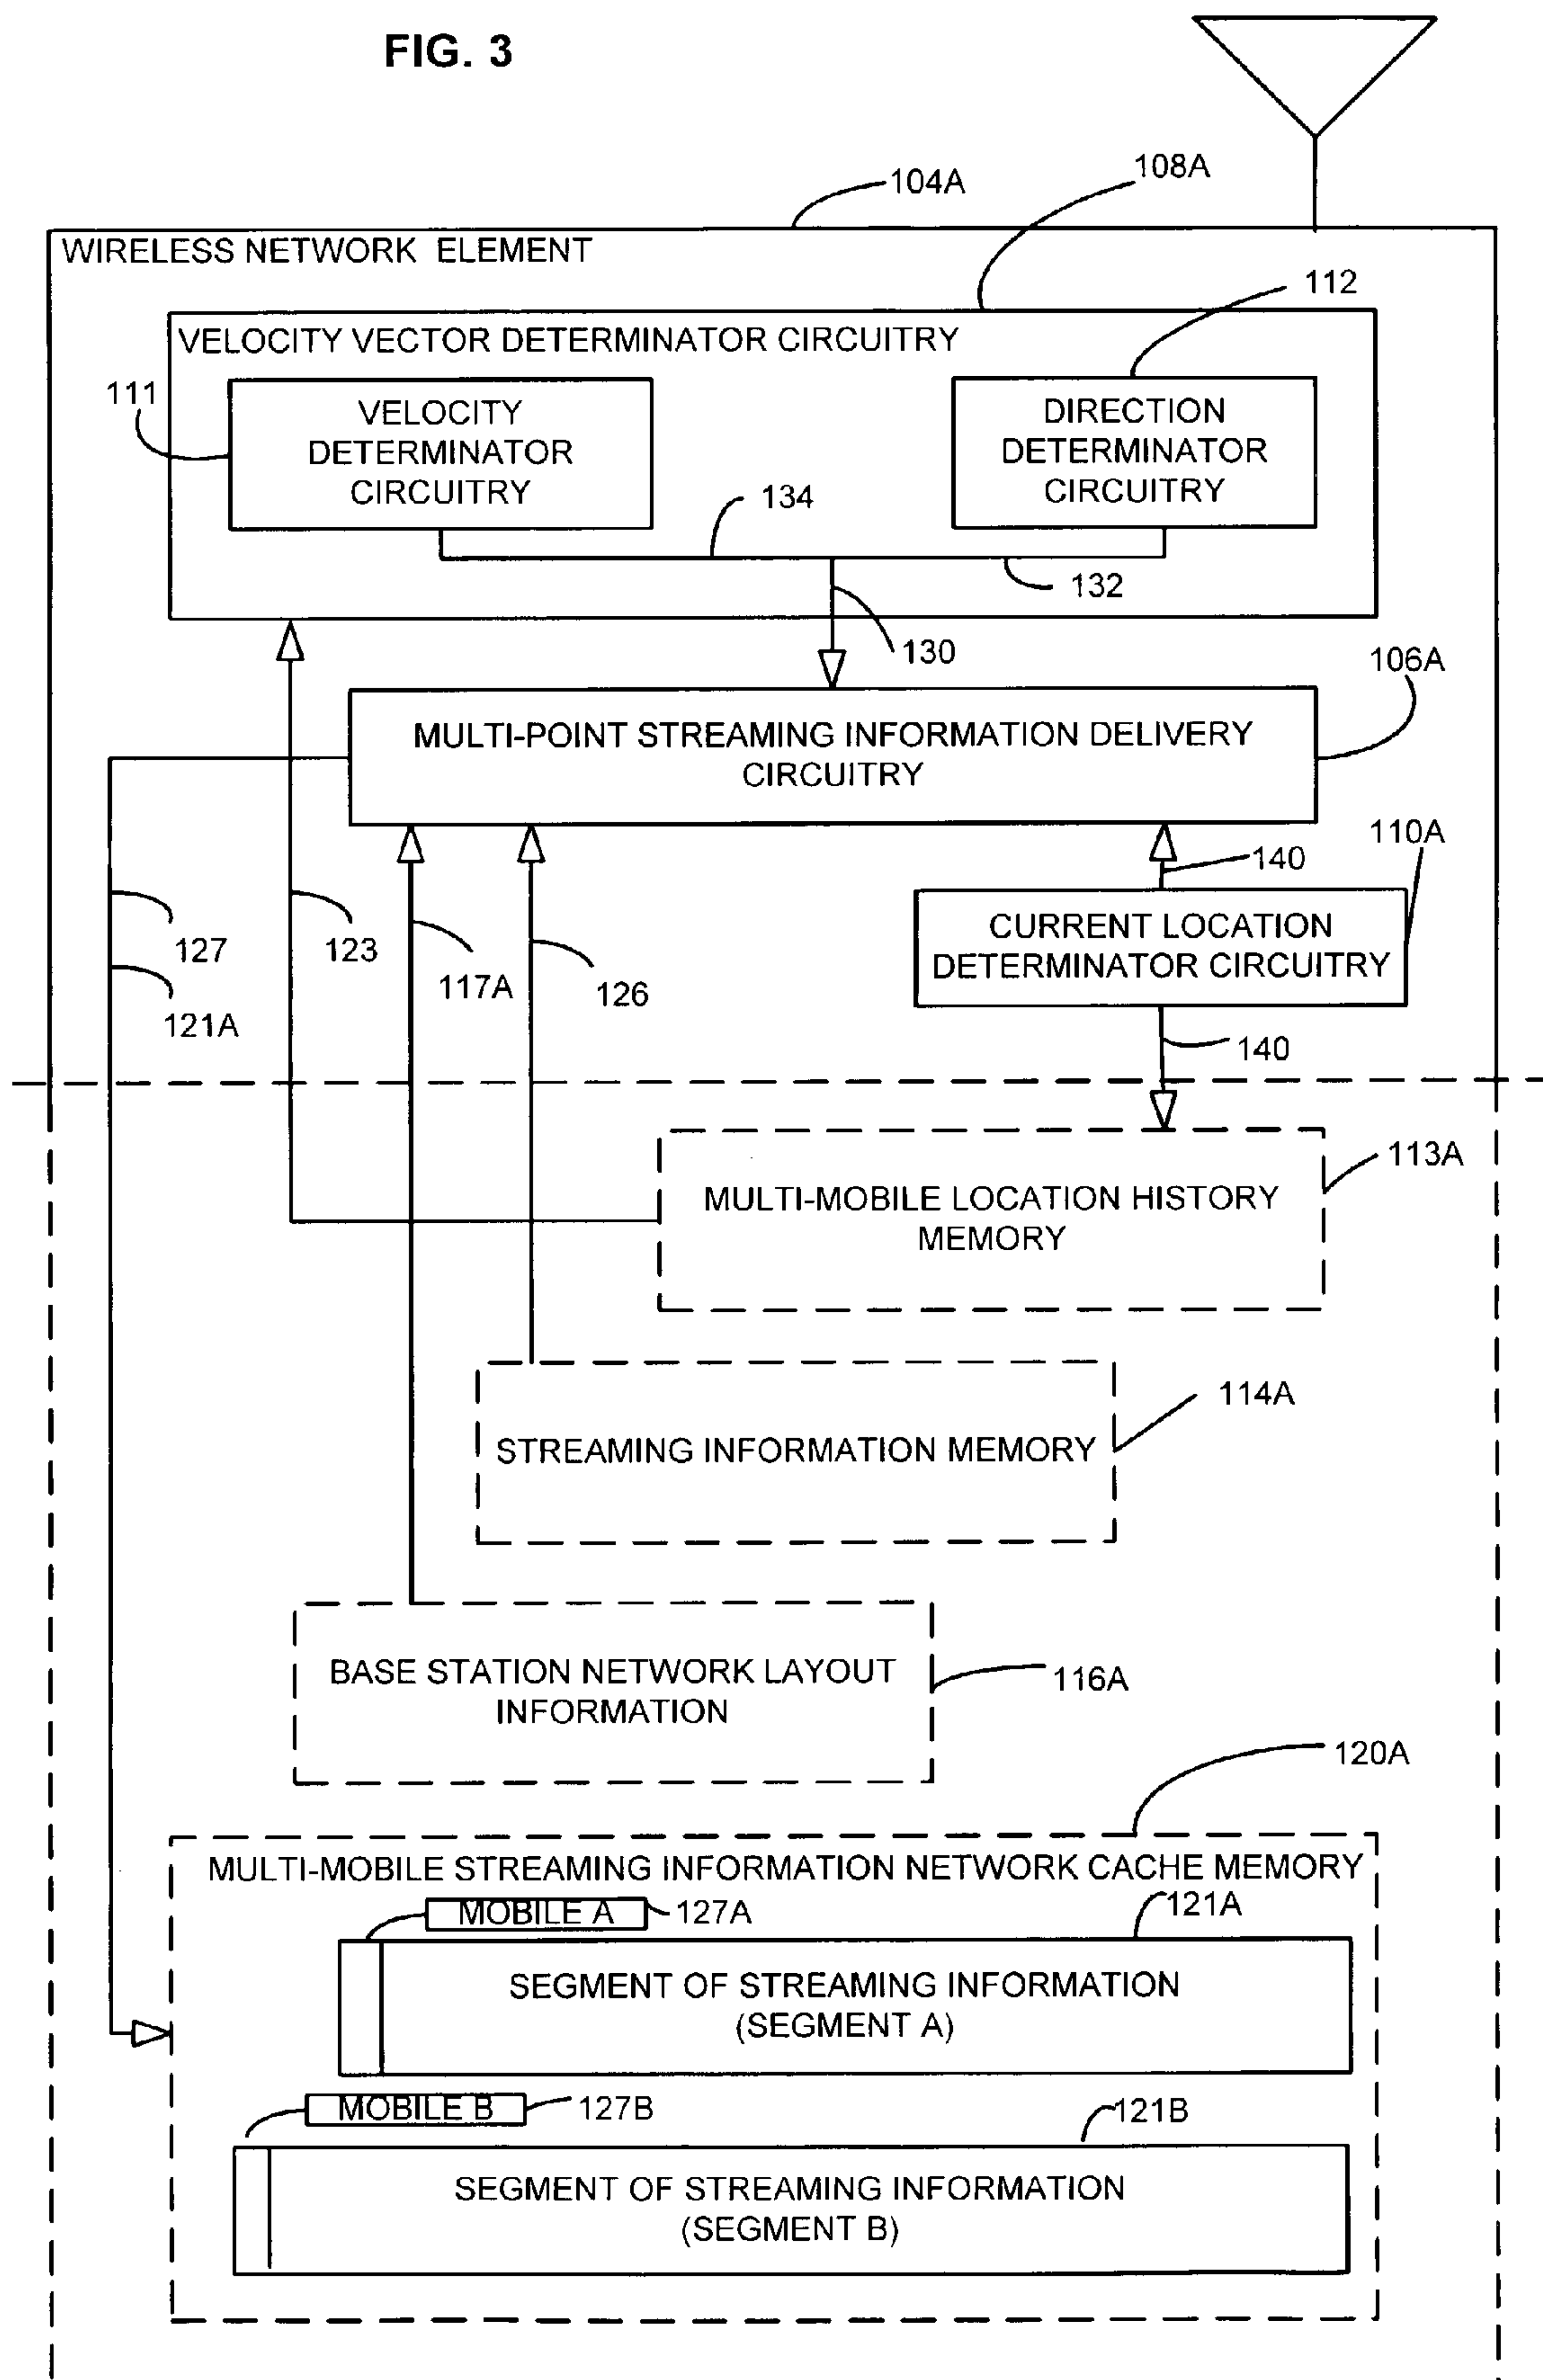 FIG. 3
104A
108A
WIRELESS NETWORK ELEMENT
112
VELOCITY VECTOR DETERMINATOR CIRCUITRY
111
VELOCITY
DETERMINATOR
CIRCUITRY
DIRECTION
DETERMINATOR
CIRCUITRY
134
132
130
106A
MULTI-POINT STREAMING INFORMATION DELIVERY
CIRCUITRY
110A
140
CURRENT LOCATION
DETERMINATOR CIRCUITRY
127
123
117A
126
121A
140
113A
MULTI-MOBILE LOCATION HISTORY
MEMORY
114A
STREAMING INFORMATION MEMORY
BASE STATION NETWORK LAYOUT
INFORMATION
116A
120A
MULTI-MOBILE STREAMING INFORMATION NETWORK CACHE MEMORY
MOBILE A
127A
121A
SEGMENT OF STREAMING INFORMATION
(SEGMENT A)
MOBILE B
127B
121B
SEGMENT OF STREAMING INFORMATION
(SEGMENT B)